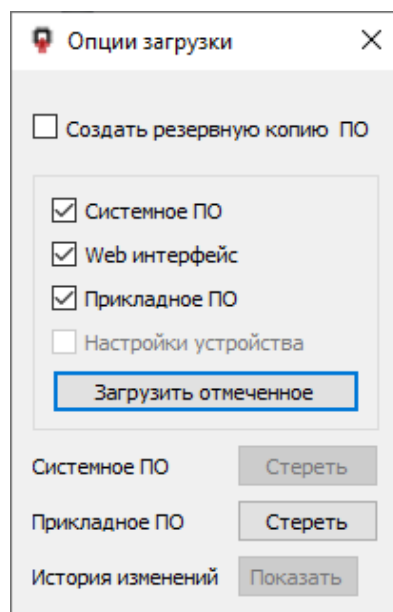 Опции загрузки
Создать резервную копию ПО
Системное ПО
Web интерфейс
Прикладное ПО
Настройки устройства
Загрузить отмеченное
Системное ПО Стереть
Прикладное ПО Стереть
История изменений Показать